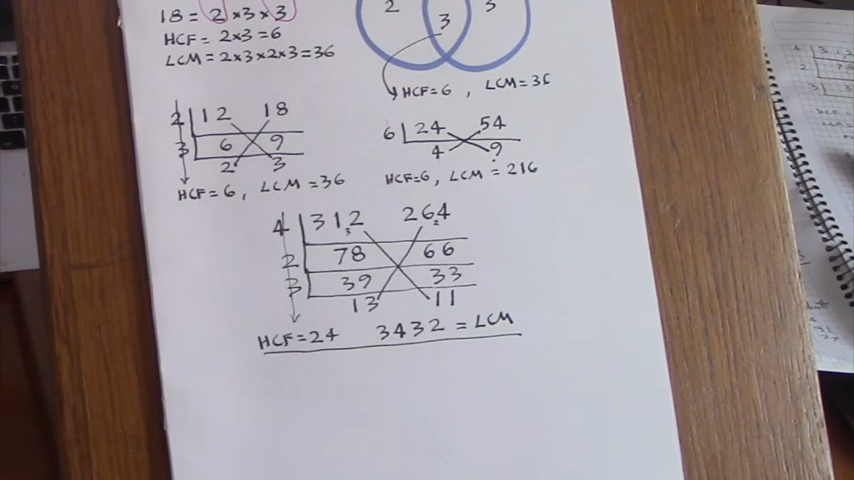 18 = 2 × 3 × 3
HCF = 2×3 = 6
LCM = 2×3×2×3 = 36
2 3 3
HCF = 6 , LCM = 36
2 12 18
3 6 9
2 3
HCF = 6 , LCM = 36
6 24 54
4 9
HCF = 6, LCM = 216
4 312 264
3 2
2 78 66
3 39 33
13 11
HCF = 24 3432 = LCM